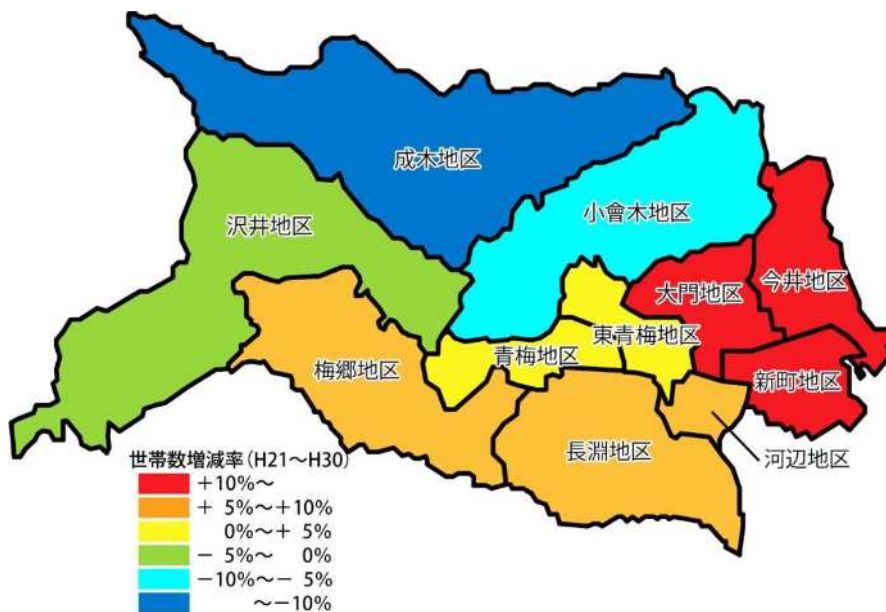 成木地区
小會木地区
沢井地区
今井地区
大門地区
東青梅地区
青梅地区
梅郷地区
新町地区
長淵地区
河辺地区
世帯数増減率(H21～H30)
+10%～
+ 5%～+10%
0%～+ 5%
- 5%～ 0%
-10%～- 5%
～-10%